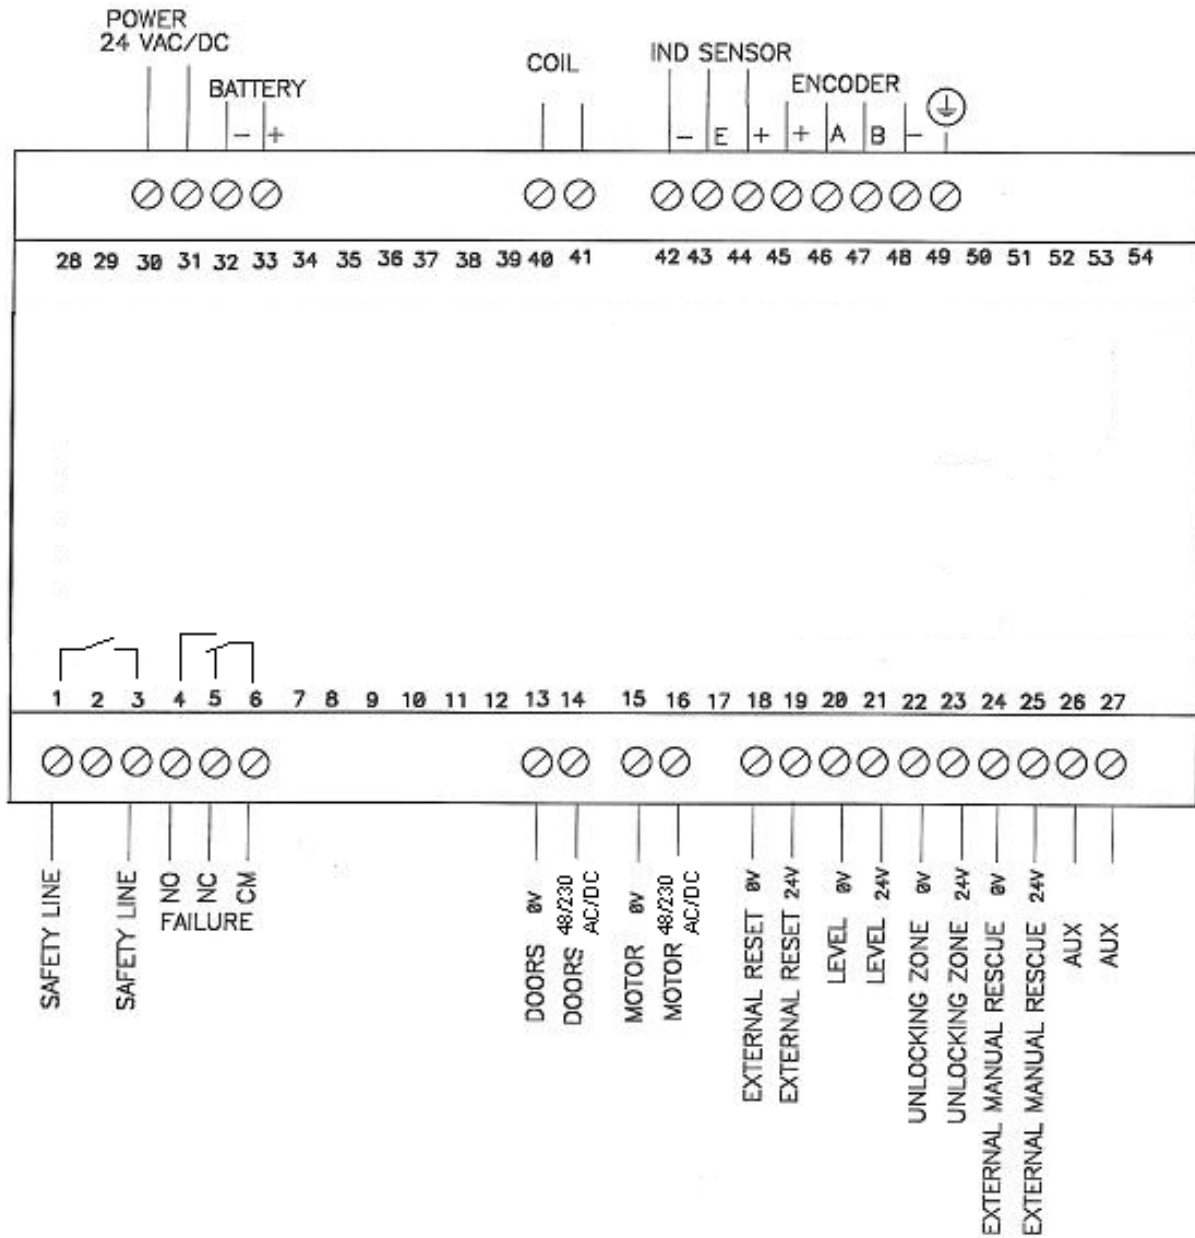 POWER
24 VAC/DC
BATTERY
- +
COIL
IND SENSOR
ENCODER
- E + + A B -
28 29 30 31 32 33 34 35 36 37 38 39 40 41 42 43 44 45 46 47 48 49 50 51 52 53 54
1 2 3 4 5 6 7 8 9 10 11 12 13 14 15 16 17 18 19 20 21 22 23 24 25 26 27
SAFETY LINE
SAFETY LINE
NO
NC
CM
FAILURE
DOORS 0V
DOORS 48/230
AC/DC
MOTOR 0V
MOTOR 48/230
AC/DC
EXTERNAL RESET 0V
EXTERNAL RESET 24V
LEVEL 0V
LEVEL 24V
UNLOCKING ZONE 0V
UNLOCKING ZONE 24V
EXTERNAL MANUAL RESCUE 0V
EXTERNAL MANUAL RESCUE 24V
AUX
AUX